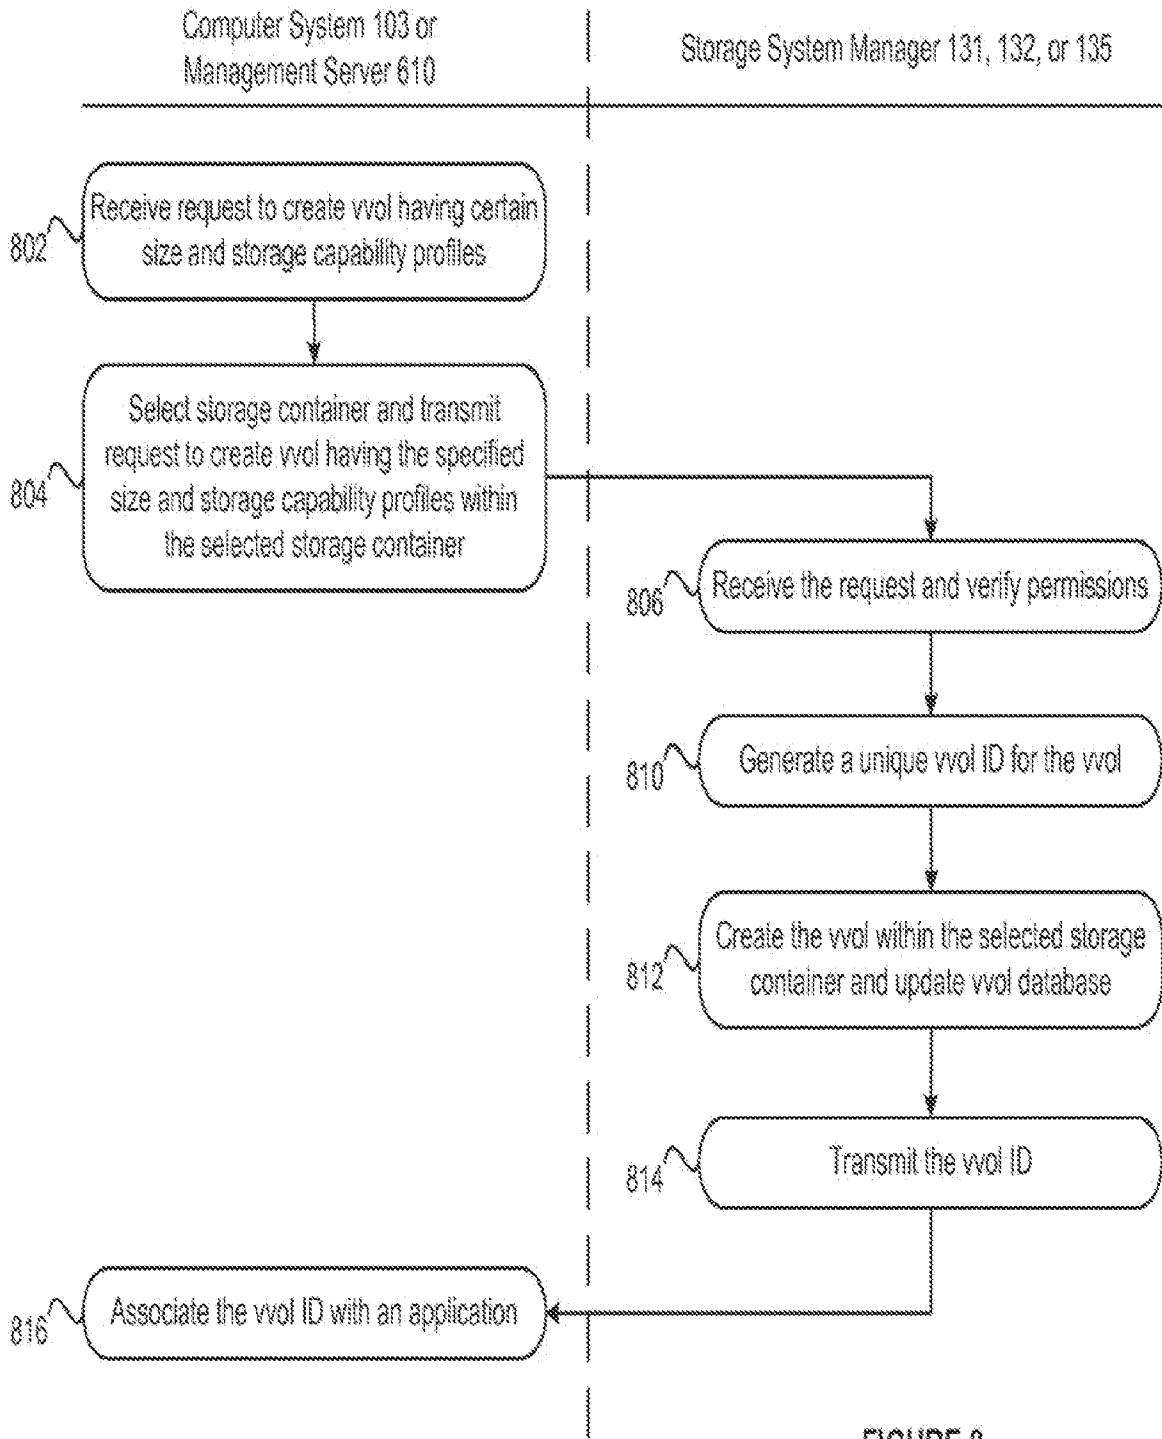 Computer System 103 or
Management Server 610
Storage System Manager 131, 132, or 135
Receive request to create vvol having certain
size and storage capability profiles
802
Select storage container and transmit
request to create vvol having the specified
size and storage capability profiles within
the selected storage container
804
Receive the request and verify permissions
806
Generate a unique vvol ID for the vvol
810
Create the vvol within the selected storage
container and update vvol database
812
Transmit the vvol ID
814
Associate the vvol ID with an application
816